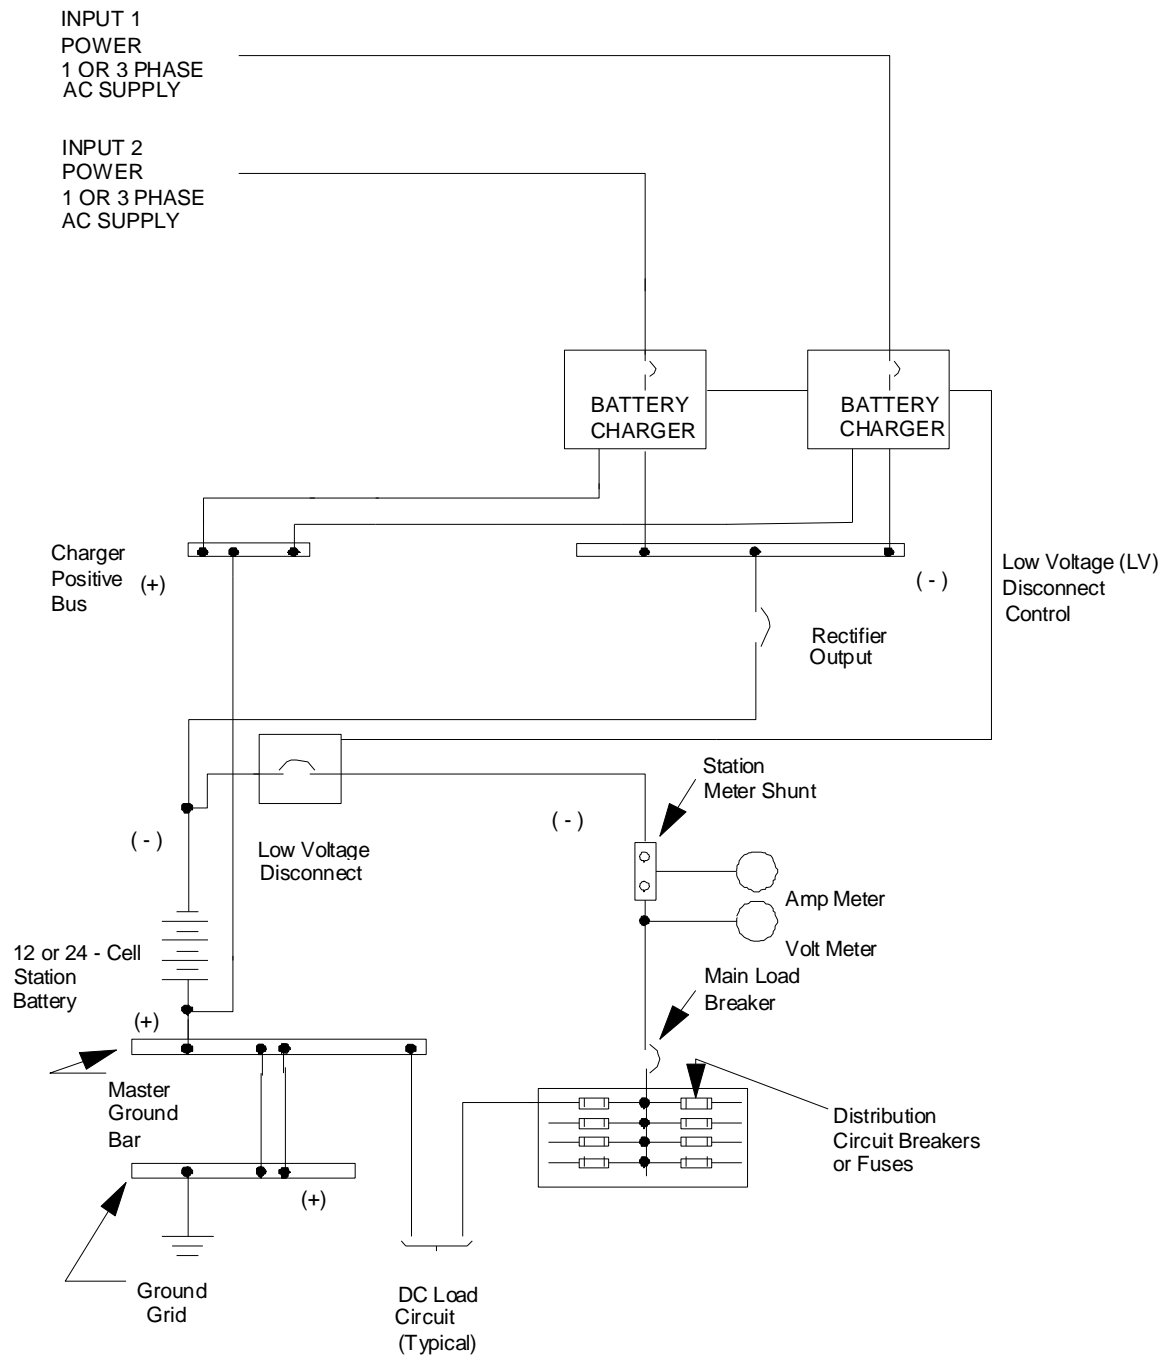 INPUT 1
POWER
1 OR 3 PHASE
AC SUPPLY
INPUT 2
POWER
1 OR 3 PHASE
AC SUPPLY
BATTERY
CHARGER
BATTERY
CHARGER
Charger
Positive
Bus
(+)
( - )
Low Voltage (LV)
Disconnect
Control
Rectifier
Output
Station
Meter Shunt
( - )
( - )
Low Voltage
Disconnect
Amp Meter
Volt Meter
12 or 24 - Cell
Station
Battery
Main Load
Breaker
(+)
Master
Ground
Bar
Distribution
Circuit Breakers
or Fuses
(+)
Ground
Grid
DC Load
Circuit
(Typical)